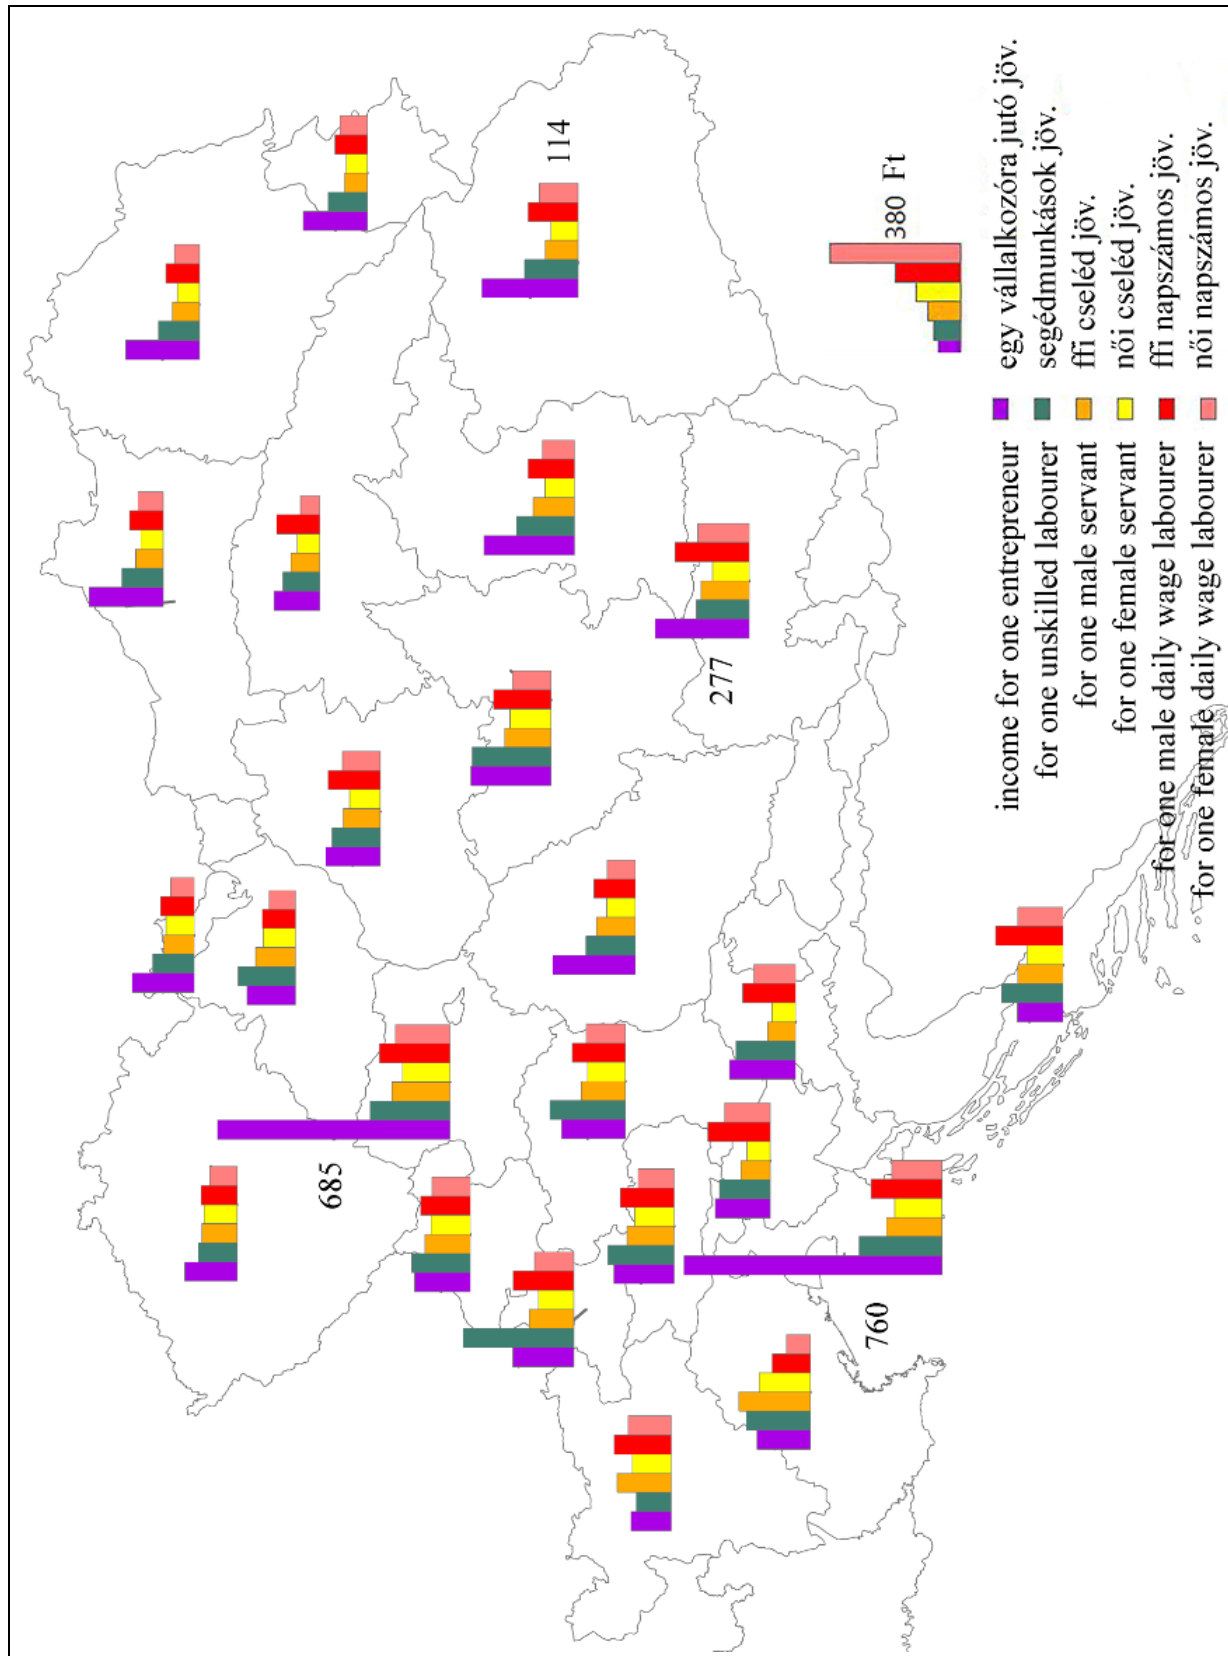 114
380 Ft
277
685
760
income for one entrepreneur egy vállalkozóra jutó jöv.
for one unskilled labourer segédmunkások jöv.
for one male servant ffi cseléd jöv.
for one female servant női cseléd jöv.
for one male daily wage labourer ffi napszámos jöv.
for one female daily wage labourer női napszámos jöv.